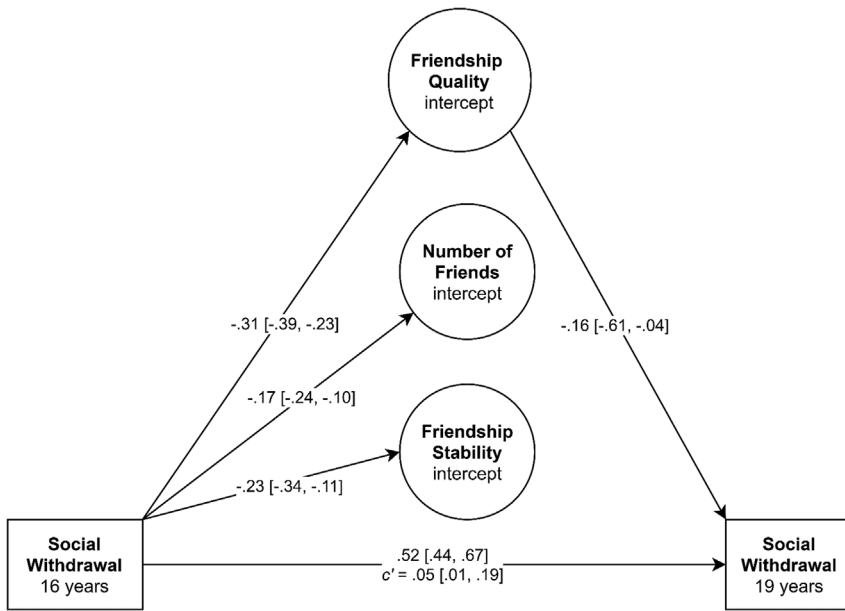 Friendship
Quality
intercept
Number of
Friends
intercept
-.31 [-.39, -.23]
-.16 [-.61, -.04]
-.17 [-.24, -.10]
Friendship
Stability
intercept
-.23 [-.34, -.11]
Social
Withdrawal
16 years
.52 [.44, .67]
c' = .05 [.01, .19]
Social
Withdrawal
19 years